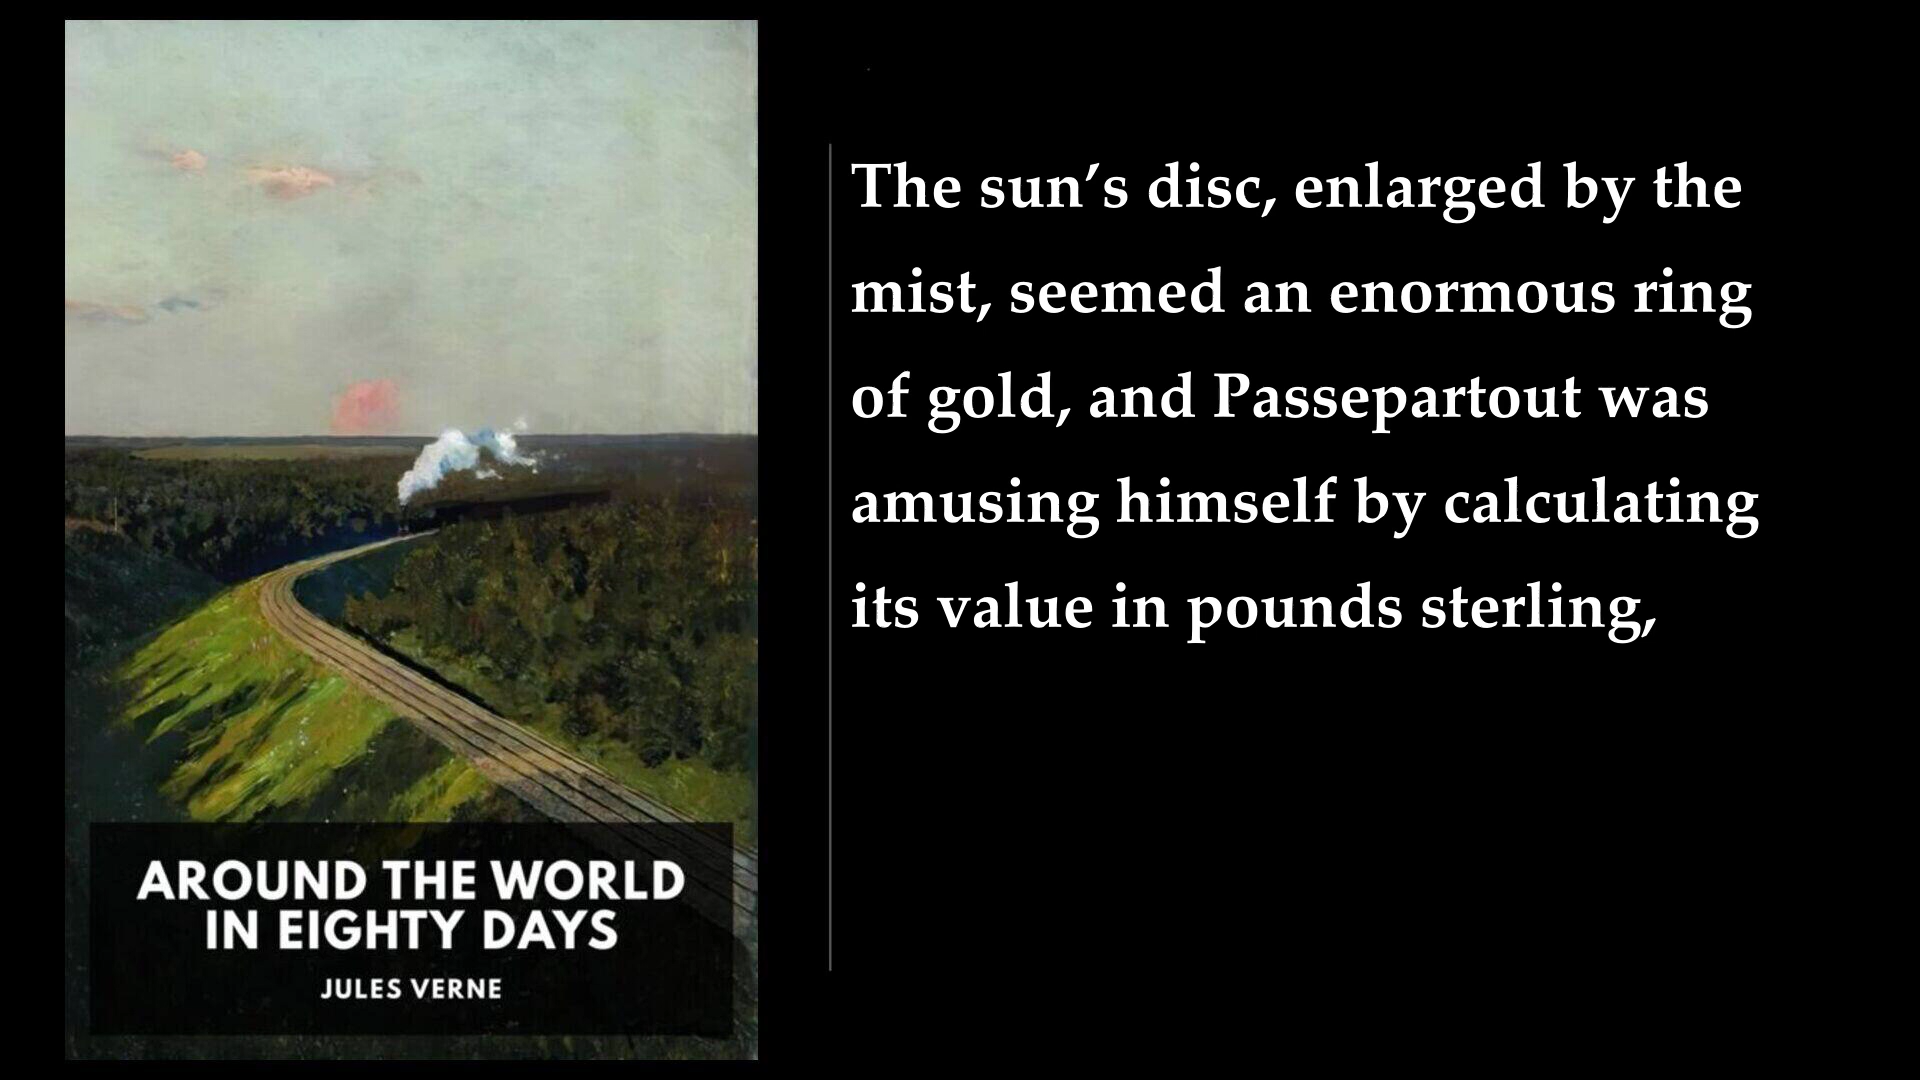 The sun’s disc, enlarged by the
mist, seemed an enormous ring
of gold, and Passepartout was
amusing himself by calculating
its value in pounds sterling,
AROUND THE WORLD
IN EIGHTY DAYS
JULES VERNE